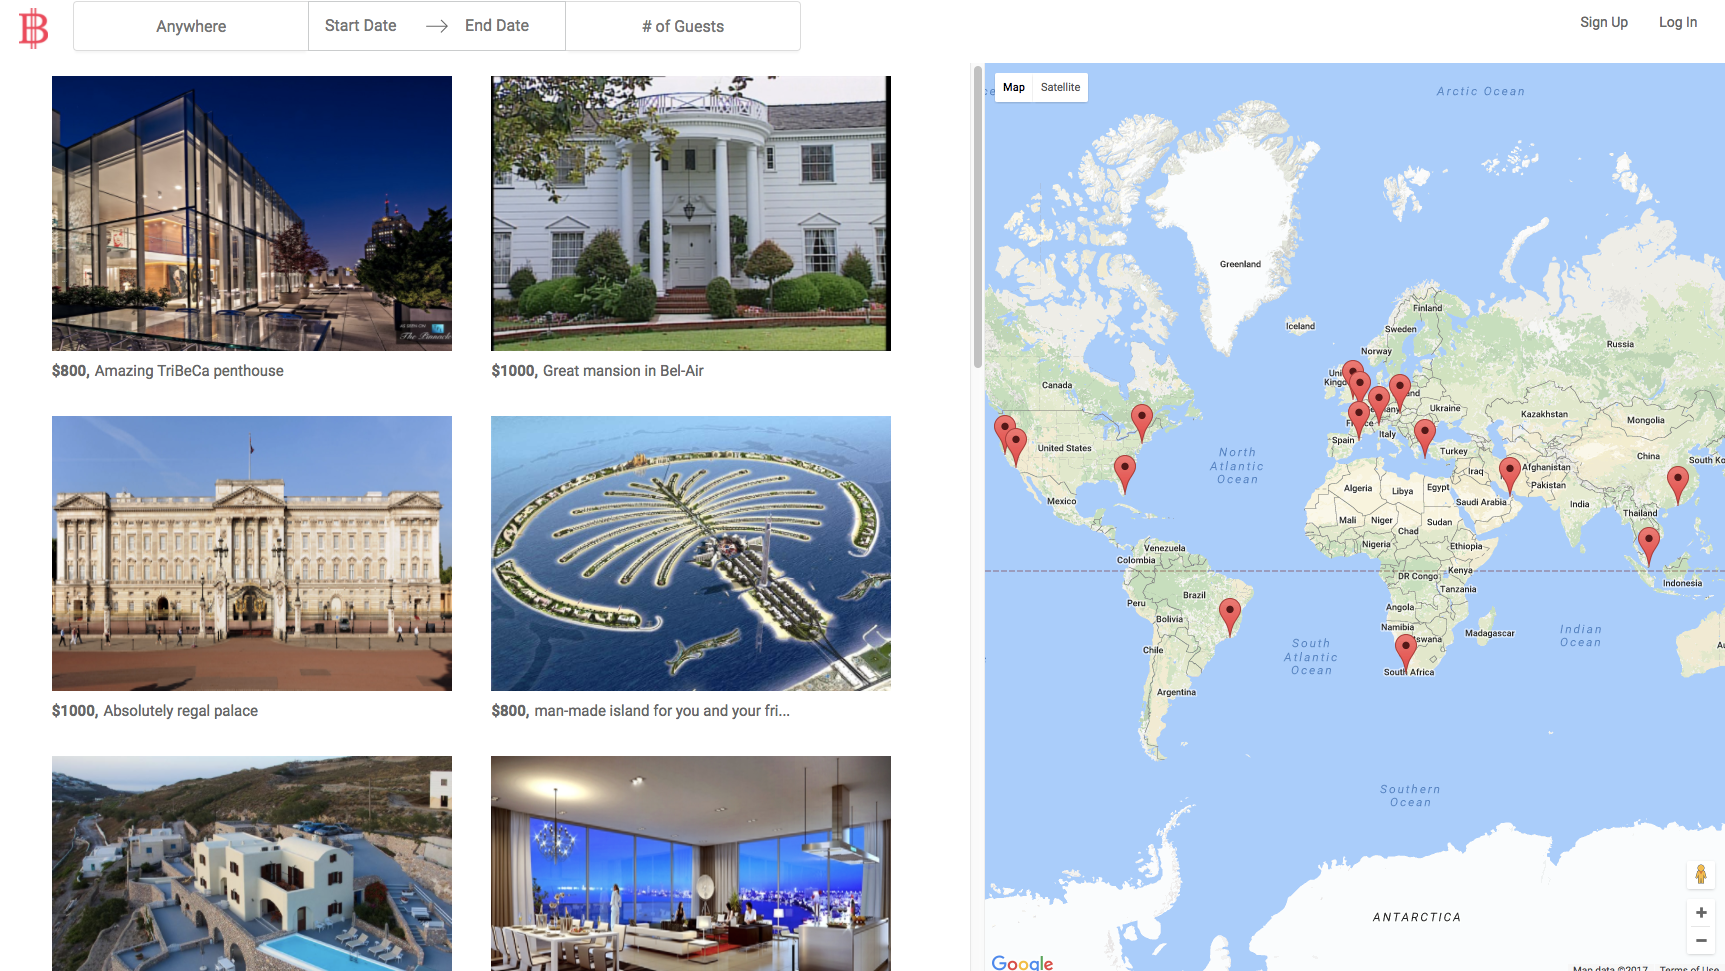 Anywhere
Start Date
End Date
# of Guests
Sign Up
Log In
AS SEEN ON
The Pinnacle
$800, Amazing TriBeCa penthouse
$1000, Great mansion in Bel-Air
$1000, Absolutely regal palace
$800, man-made island for you and your fri...
Map
Satellite
Arctic Ocean
Greenland
Iceland
Finland
Sweden
Norway
Russia
Canada
Ukraine
Kazakhstan
Mongolia
Spain
Italy
Turkey
United States
North
Atlantic
Ocean
China
South Ko
Iraq
Afghanistan
Pakistan
Algeria
Libya
Egypt
Saudi Arabia
India
Mexico
Thailand
Mali
Niger
Chad
Sudan
Nigeria
Ethiopia
Venezuela
Colombia
Kenya
DR Congo
Tanzania
Indonesia
Brazil
Peru
Angola
Bolivia
Namibia
Madagascar
Indian
Ocean
Chile
South
Atlantic
Ocean
South Africa
Argentina
Southern
Ocean
ANTARCTICA
Google
Map data ©2017
Terms of Use